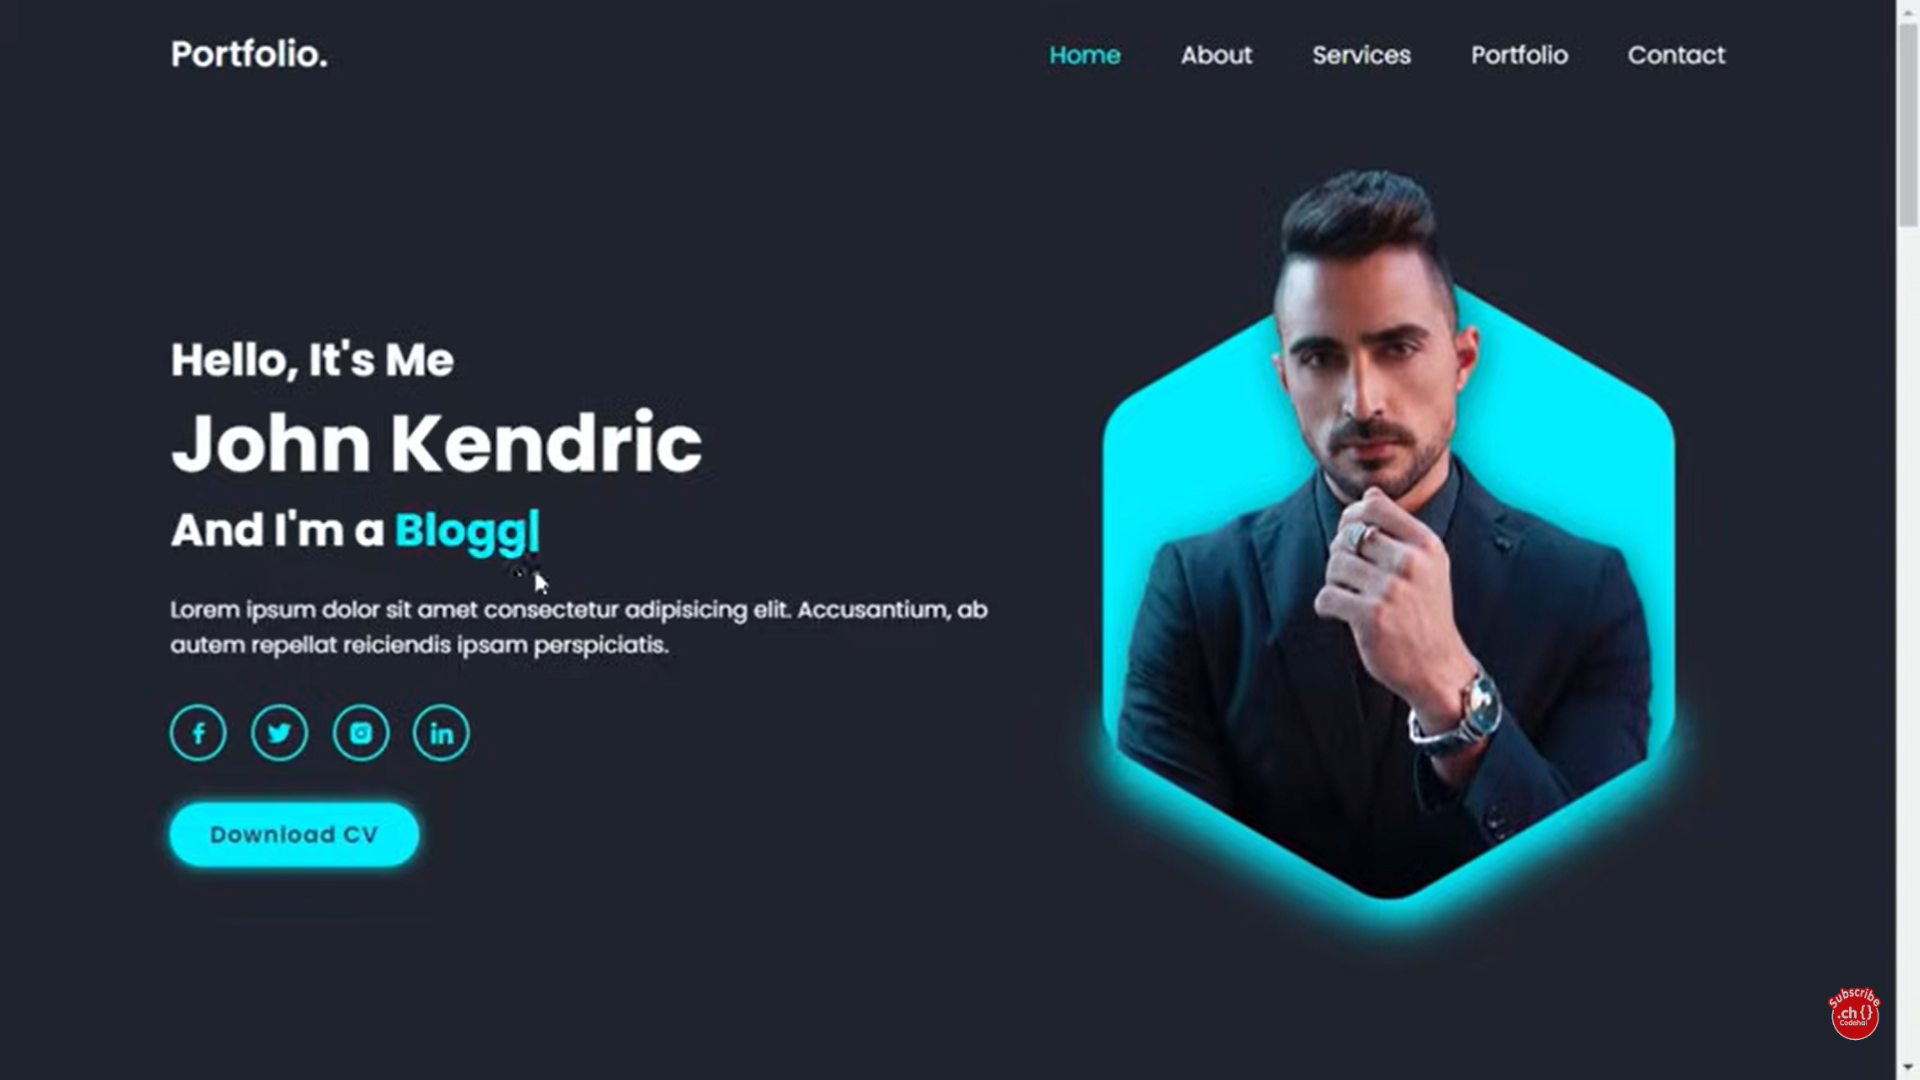 Portfolio.
Home About Services Portfolio Contact
Hello, It's Me
John Kendric
And I'm a Blogg|
Lorem ipsum dolor sit amet consectetur adipisicing elit. Accusantium, ab
autem repellat reiciendis ipsam perspiciatis.
Download CV
Subscribe
.ch {}
Codehal